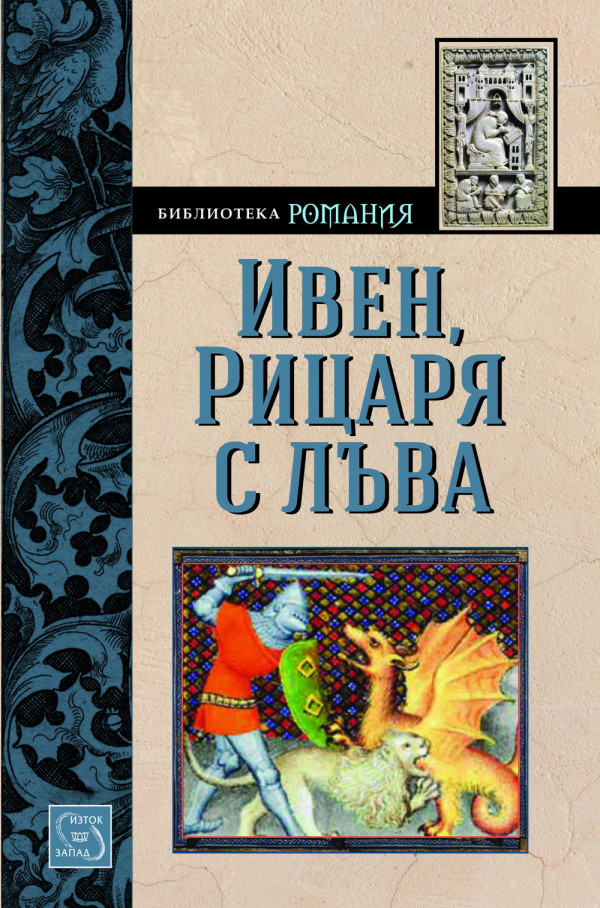 БИБЛИОТЕКА РОМАНИЯ
ИВЕН,
РИЦАРЯ
С ЛЪВА
ИЗТОК
ЗАПАД